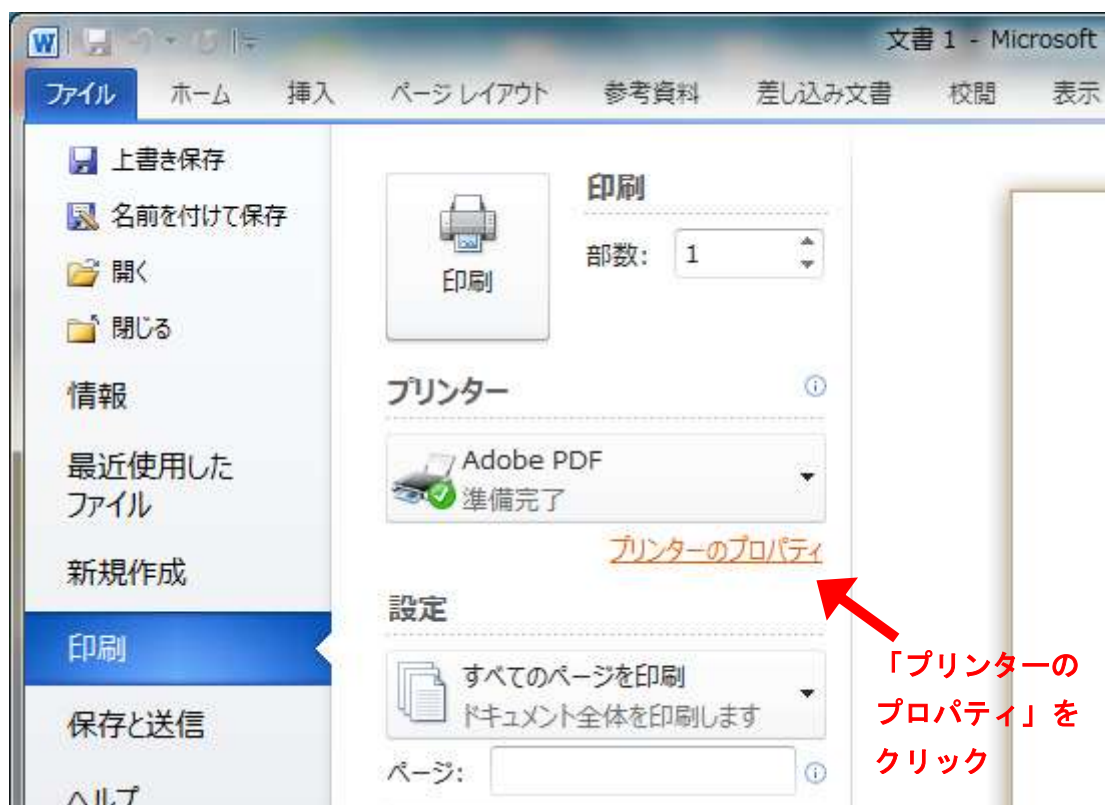 W
文書 1 - Microsoft
ファイル ホーム 挿入 ページ レイアウト 参考資料 差し込み文書 校閲 表示
上書き保存
名前を付けて保存
開く
閉じる
情報
最近使用した
ファイル
新規作成
印刷
保存と送信
ヘルプ
印刷
印刷
部数: 1
プリンター
Adobe PDF
準備完了
プリンターのプロパティ
設定
すべてのページを印刷
ドキュメント全体を印刷します
ページ:
「プリンターの
プロパティ」を
クリック